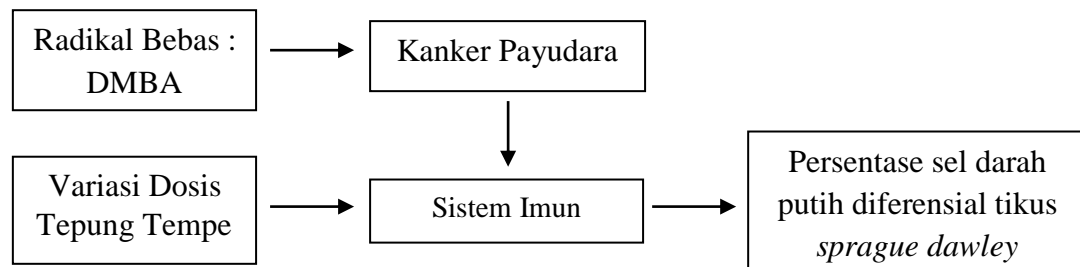 Radikal Bebas :
DMBA
Kanker Payudara
Variasi Dosis
Tepung Tempe
Sistem Imun
Persentase sel darah
putih diferensial tikus
sprague dawley